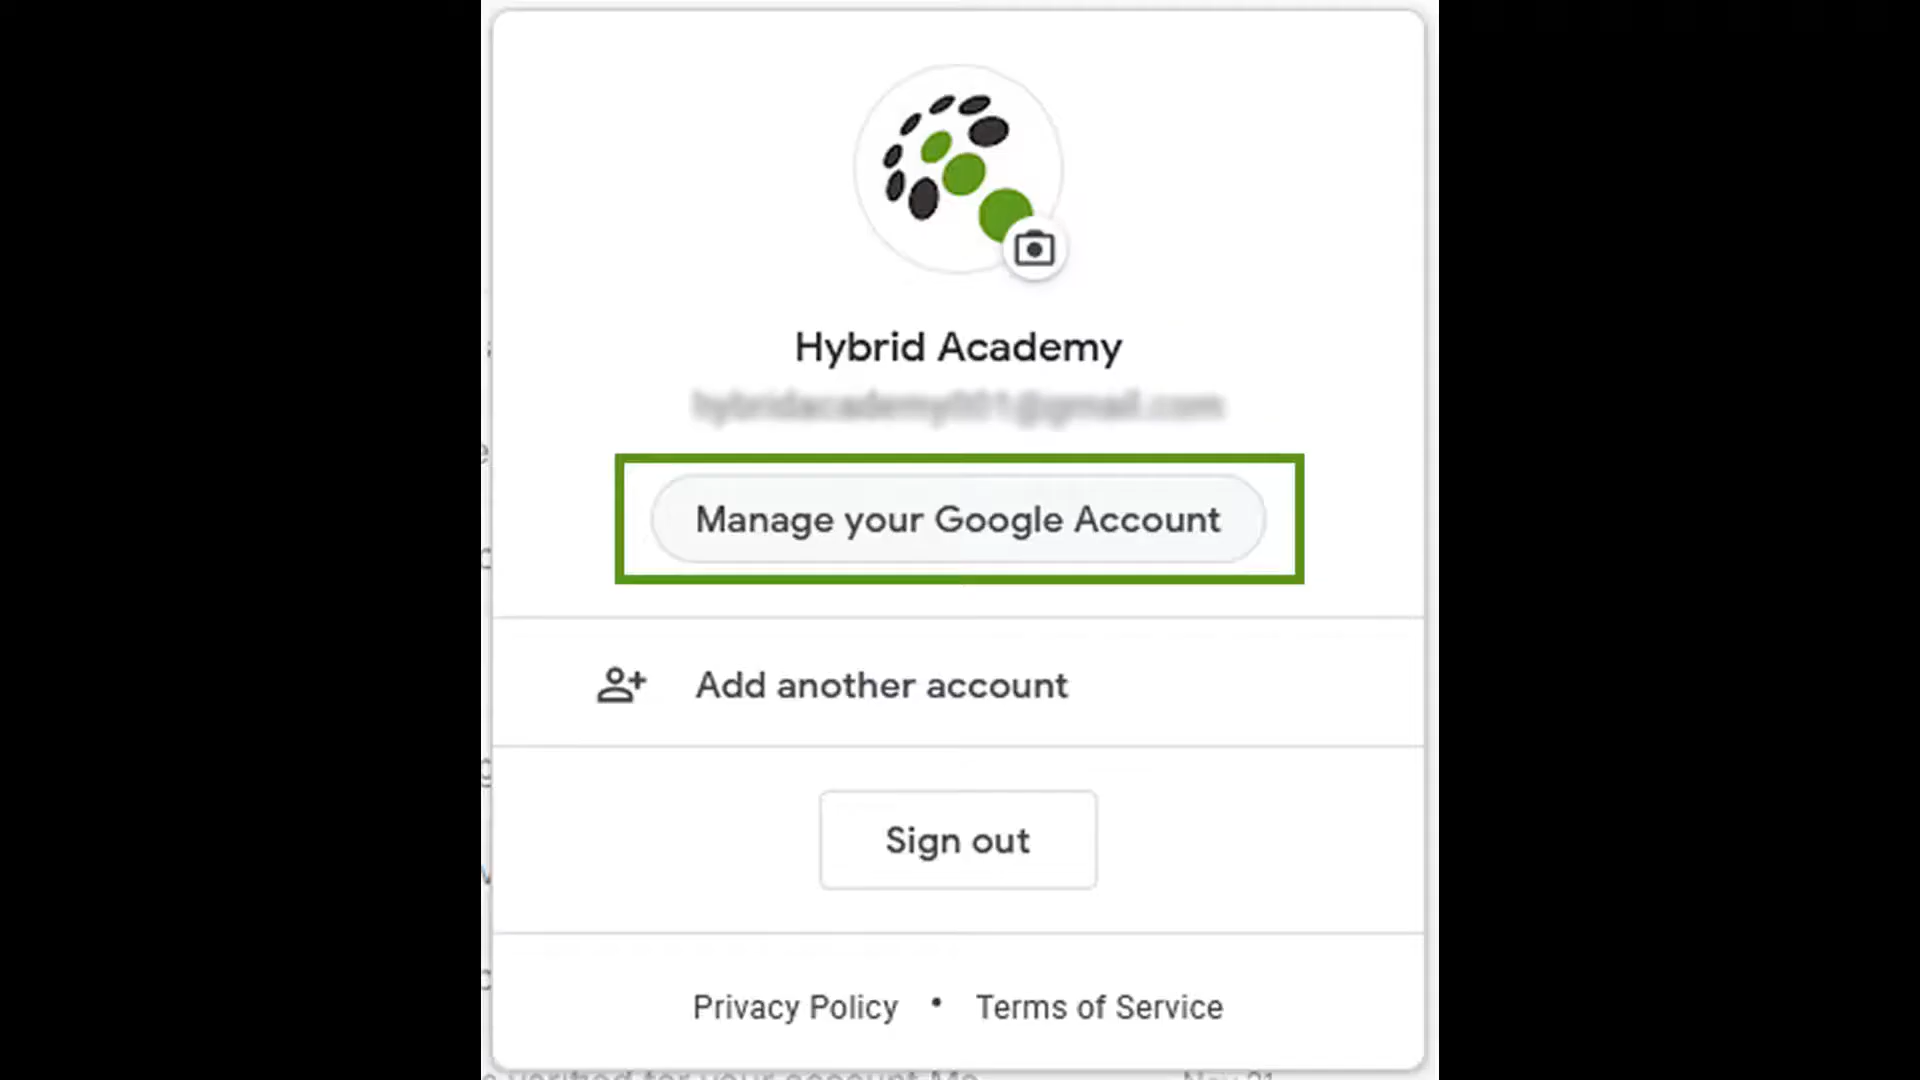 Hybrid Academy
Manage your Google Account
Add another account
Sign out
Privacy Policy • Terms of Service